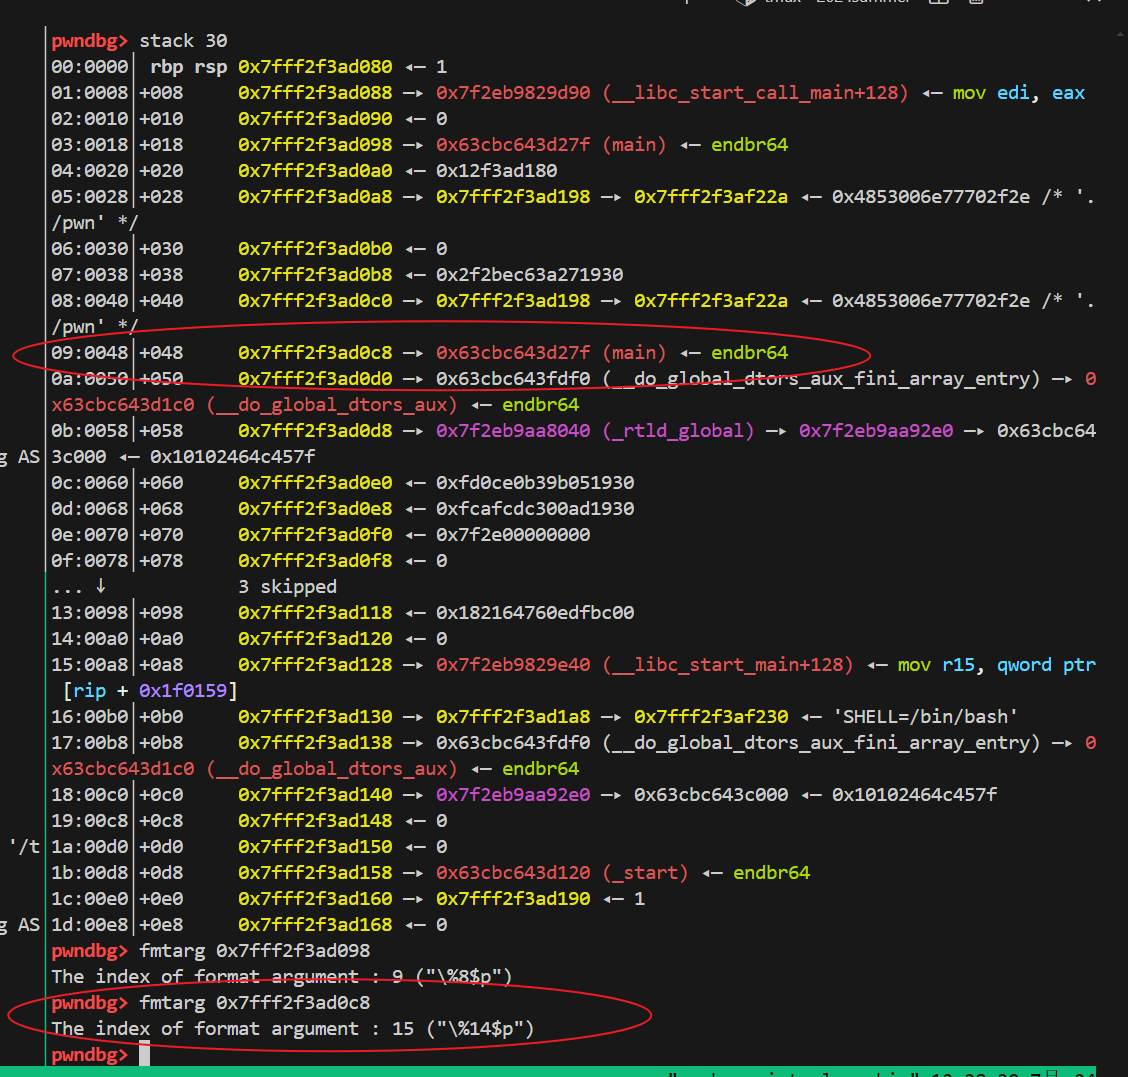 pwndbg> stack 30
00:0000│ rbp rsp 0x7fff2f3ad080 ◂— 1
01:0008│+008     0x7fff2f3ad088 —▸ 0x7f2eb9829d90 (__libc_start_call_main+128) ◂— mov edi, eax
02:0010│+010     0x7fff2f3ad090 ◂— 0
03:0018│+018     0x7fff2f3ad098 —▸ 0x63cbc643d27f (main) ◂— endbr64
04:0020│+020     0x7fff2f3ad0a0 ◂— 0x12f3ad180
05:0028│+028     0x7fff2f3ad0a8 —▸ 0x7fff2f3ad198 —▸ 0x7fff2f3af22a ◂— 0x4853006e77702f2e /* '.
/pwn' */
06:0030│+030     0x7fff2f3ad0b0 ◂— 0
07:0038│+038     0x7fff2f3ad0b8 ◂— 0x2f2bec63a271930
08:0040│+040     0x7fff2f3ad0c0 —▸ 0x7fff2f3ad198 —▸ 0x7fff2f3af22a ◂— 0x4853006e77702f2e /* '.
/pwn' */
09:0048│+048     0x7fff2f3ad0c8 —▸ 0x63cbc643d27f (main) ◂— endbr64
0a:0050│+050     0x7fff2f3ad0d0 —▸ 0x63cbc643fdf0 (__do_global_dtors_aux_fini_array_entry) —▸ 0
x63cbc643d1c0 (__do_global_dtors_aux) ◂— endbr64
0b:0058│+058     0x7fff2f3ad0d8 —▸ 0x7f2eb9aa8040 (_rtld_global) —▸ 0x7f2eb9aa92e0 —▸ 0x63cbc64
g AS 3c000 ◂— 0x10102464c457f
0c:0060│+060     0x7fff2f3ad0e0 ◂— 0xfd0ce0b39b051930
0d:0068│+068     0x7fff2f3ad0e8 ◂— 0xfcafcdc300ad1930
0e:0070│+070     0x7fff2f3ad0f0 ◂— 0x7f2e00000000
0f:0078│+078     0x7fff2f3ad0f8 ◂— 0
... ↓            3 skipped
13:0098│+098     0x7fff2f3ad118 ◂— 0x182164760edfbc00
14:00a0│+0a0     0x7fff2f3ad120 ◂— 0
15:00a8│+0a8     0x7fff2f3ad128 —▸ 0x7f2eb9829e40 (__libc_start_main+128) ◂— mov r15, qword ptr
[rip + 0x1f0159]
16:00b0│+0b0     0x7fff2f3ad130 —▸ 0x7fff2f3ad1a8 —▸ 0x7fff2f3af230 ◂— 'SHELL=/bin/bash'
17:00b8│+0b8     0x7fff2f3ad138 —▸ 0x63cbc643fdf0 (__do_global_dtors_aux_fini_array_entry) —▸ 0
x63cbc643d1c0 (__do_global_dtors_aux) ◂— endbr64
18:00c0│+0c0     0x7fff2f3ad140 —▸ 0x7f2eb9aa92e0 —▸ 0x63cbc643c000 ◂— 0x10102464c457f
19:00c8│+0c8     0x7fff2f3ad148 ◂— 0
'/t 1a:00d0│+0d0     0x7fff2f3ad150 ◂— 0
1b:00d8│+0d8     0x7fff2f3ad158 —▸ 0x63cbc643d120 (_start) ◂— endbr64
1c:00e0│+0e0     0x7fff2f3ad160 —▸ 0x7fff2f3ad190 ◂— 1
g AS 1d:00e8│+0e8     0x7fff2f3ad168 ◂— 0
pwndbg> fmtarg 0x7fff2f3ad098
The index of format argument : 9 ("\%8$p")
pwndbg> fmtarg 0x7fff2f3ad0c8
The index of format argument : 15 ("\%14$p")
pwndbg>